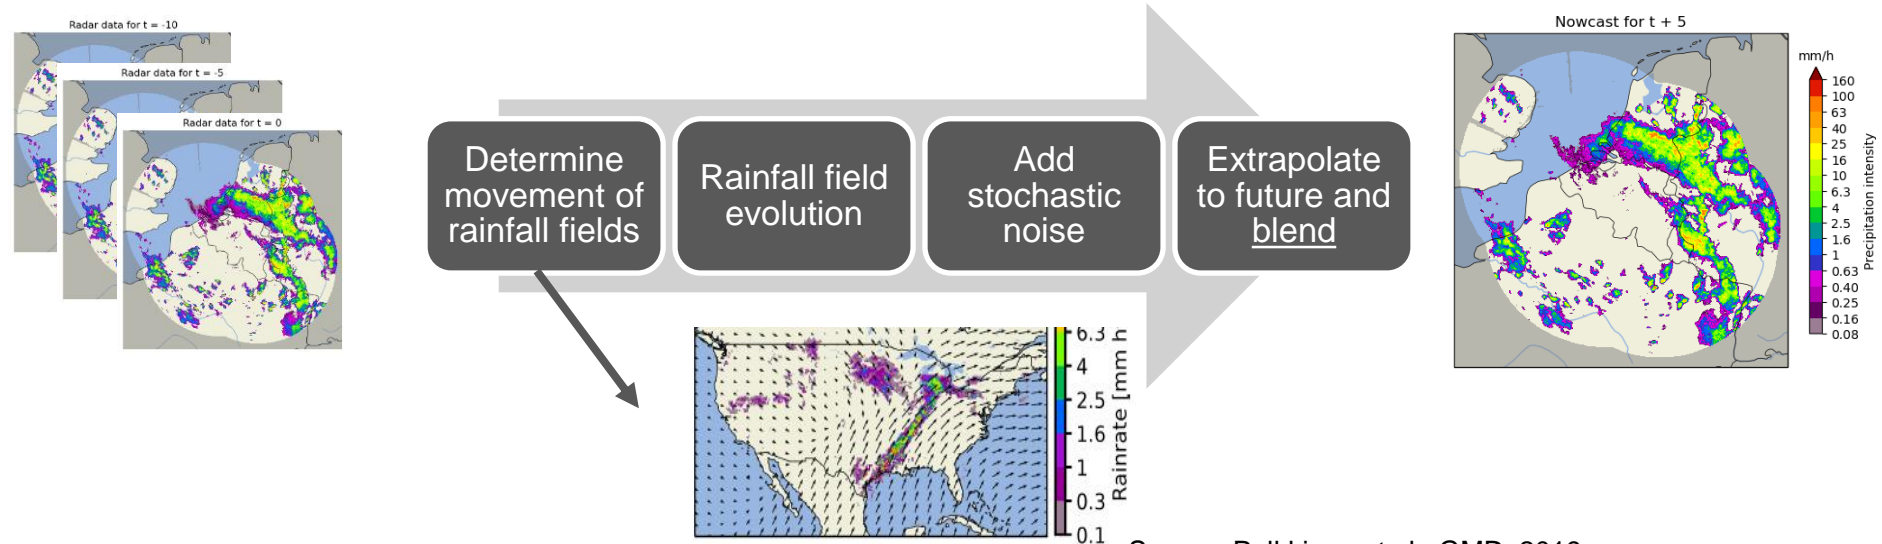 Radar data for t = -10
Radar data for t = -5
Radar data for t = 0
Determine
movement of
rainfall fields
Rainfall field
evolution
Add
stochastic
noise
Extrapolate
to future and
blend
6.3
4
2.5
1.6
1
0.3
0.1
Rainrate [mm h
Nowcast for t + 5
mm/h
160
100
63
40
25
16
10
6.3
4
2.5
1.6
1
0.63
0.40
0.25
0.16
0.08
Precipitation intensity